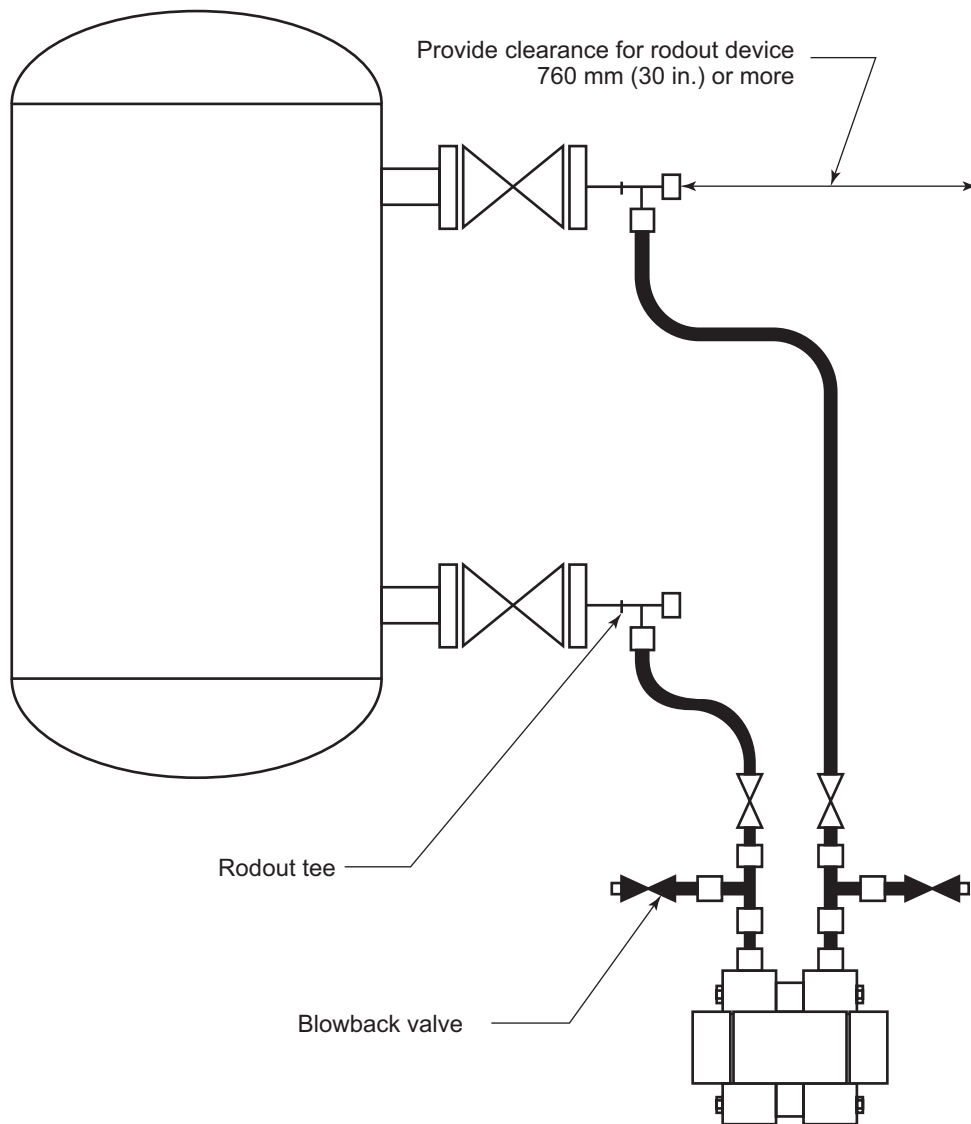 Provide clearance for rodout device
760 mm (30 in.) or more
Rodout tee
Blowback valve